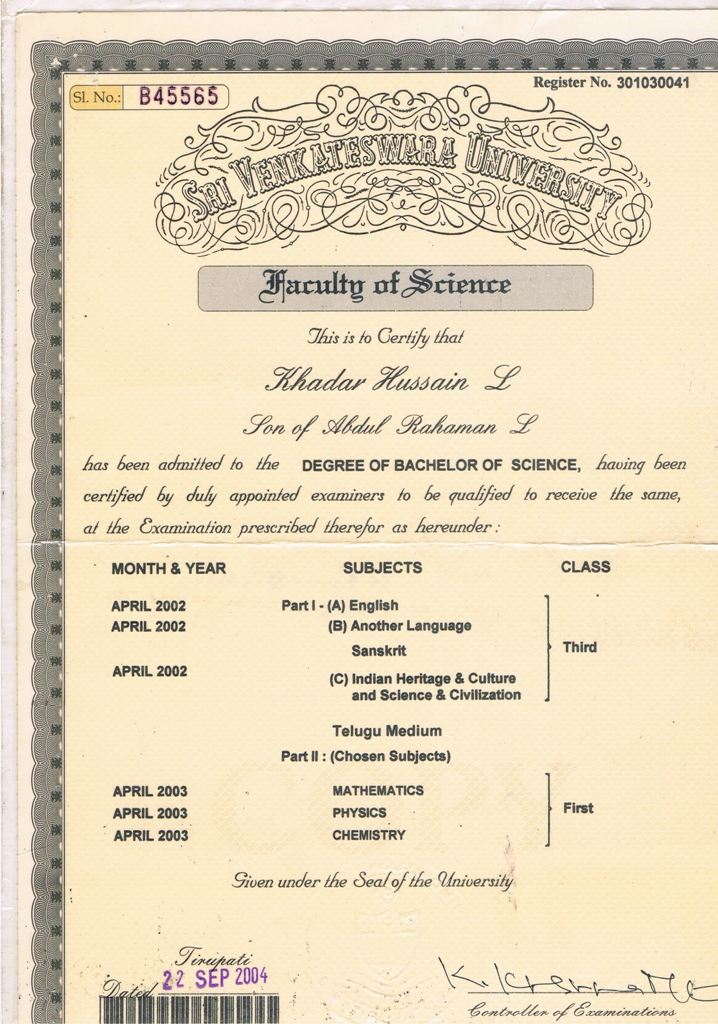 Sl. No.: B45565
Register No. 301030041
SRI VENKATESWARA UNIVERSITY
Faculty of Science
This is to Certify that
Khadar Hussain L
Son of Abdul Rahaman L
has been admitted to the DEGREE OF BACHELOR OF SCIENCE, having been
certified by duly appointed examiners to be qualified to receive the same,
at the Examination prescribed therefor as hereunder :
MONTH & YEAR SUBJECTS CLASS
APRIL 2002 Part I - (A) English
APRIL 2002 (B) Another Language
Sanskrit Third
APRIL 2002 (C) Indian Heritage & Culture
and Science & Civilization
Telugu Medium
Part II : (Chosen Subjects)
APRIL 2003 MATHEMATICS
APRIL 2003 PHYSICS First
APRIL 2003 CHEMISTRY
Given under the Seal of the University
Tirupati
Dated 22 SEP 2004
Controller of Examinations